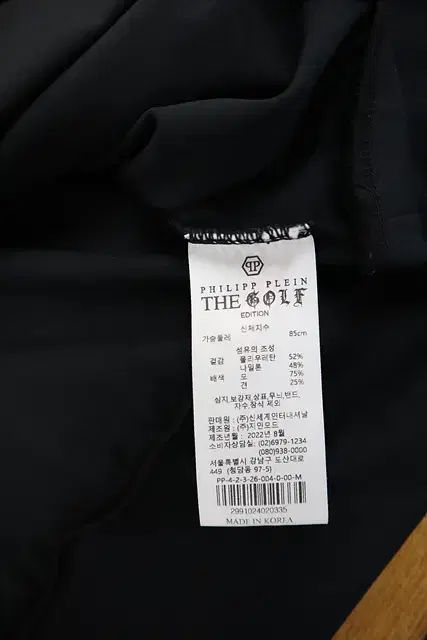 PHILIPP PLEIN
THE GOLF
EDITION
신체치수
가슴둘레 85cm
섬유의 조성
겉감 폴리우레탄 52%
나일론 48%
배색 모 75%
견 25%
심지,보강재,상표,무늬,밴드,
자수,장식 제외
판매원 : (주)신세계인터내셔날
제조원 : (주)지인모드
제조년월 : 2022년 8월
소비자상담실: (02)6979-1234
(080)938-0000
서울특별시 강남구 도산대로
449 (청담동 97-5)
PP-4-2-3-26-004-0-00-M
2991024020335
MADE IN KOREA